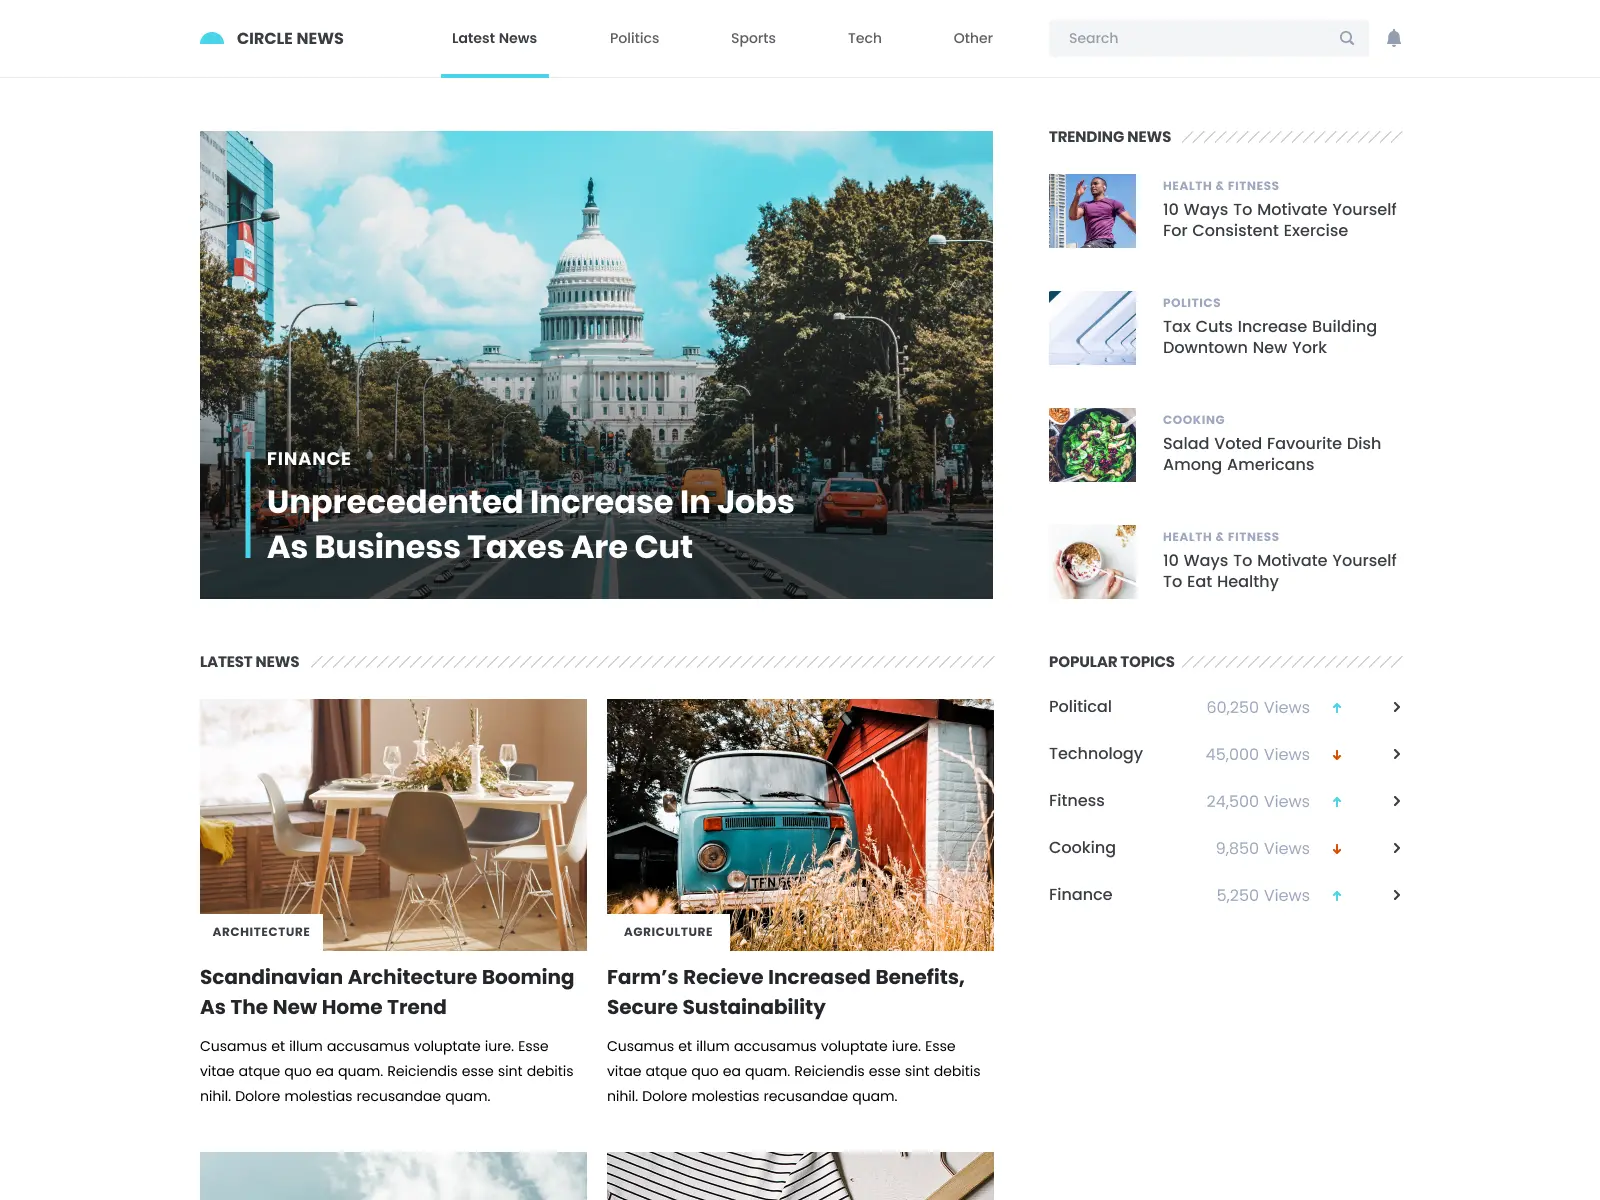 CIRCLE NEWS
Latest News
Politics
Sports
Tech
Other
Search
FINANCE
Unprecedented Increase In Jobs
As Business Taxes Are Cut
TRENDING NEWS
HEALTH & FITNESS
10 Ways To Motivate Yourself
For Consistent Exercise
POLITICS
Tax Cuts Increase Building
Downtown New York
COOKING
Salad Voted Favourite Dish
Among Americans
HEALTH & FITNESS
10 Ways To Motivate Yourself
To Eat Healthy
LATEST NEWS
ARCHITECTURE
Scandinavian Architecture Booming
As The New Home Trend
Cusamus et illum accusamus voluptate iure. Esse
vitae atque quo ea quam. Reiciendis esse sint debitis
nihil. Dolore molestias recusandae quam.
AGRICULTURE
Farm’s Recieve Increased Benefits,
Secure Sustainability
Cusamus et illum accusamus voluptate iure. Esse
vitae atque quo ea quam. Reiciendis esse sint debitis
nihil. Dolore molestias recusandae quam.
POPULAR TOPICS
Political 60,250 Views
Technology 45,000 Views
Fitness 24,500 Views
Cooking 9,850 Views
Finance 5,250 Views